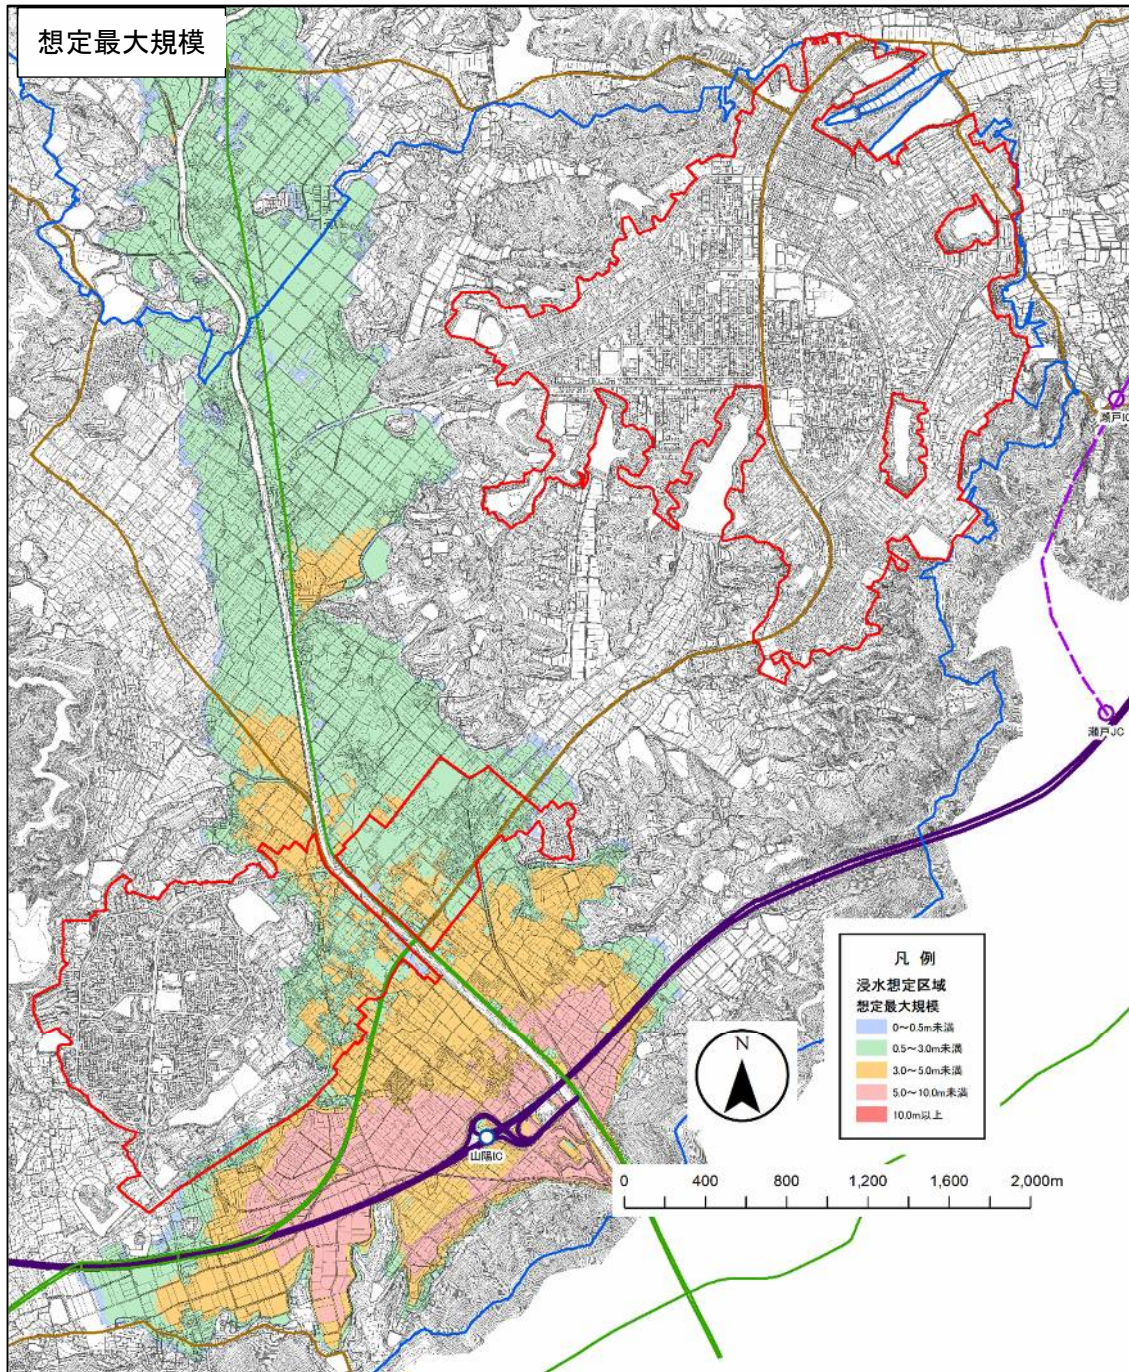 想定最大規模
瀬戸IC
瀬戸JC
凡 例
浸水想定区域
想定最大規模
0～0.5m未満
0.5～3.0m未満
3.0～5.0m未満
5.0～10.0m未満
10.0m以上
N
山陽IC
0 400 800 1,200 1,600 2,000m